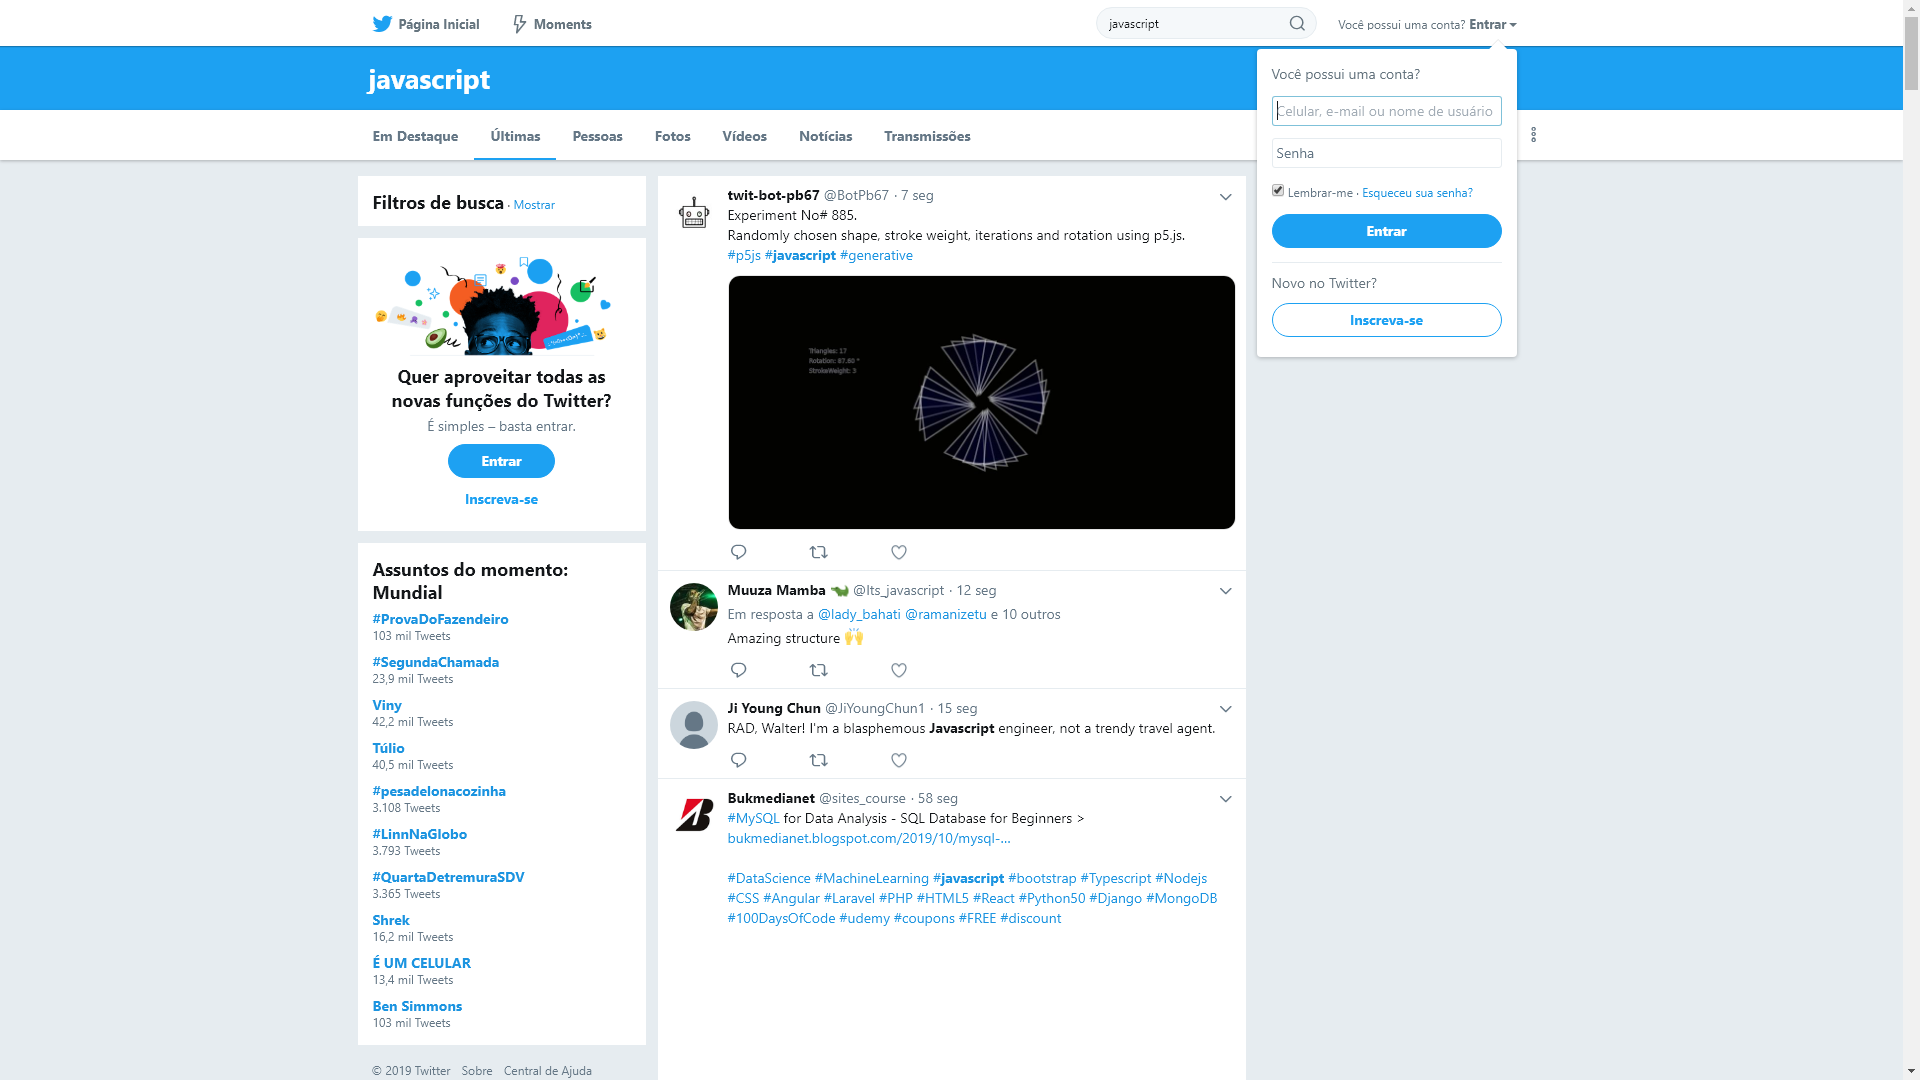 Página Inicial
Moments
javascript
Você possui uma conta? Entrar
javascript
Em Destaque
Últimas
Pessoas
Fotos
Vídeos
Notícias
Transmissões
Você possui uma conta?
Celular, e-mail ou nome de usuário
Senha
Lembrar-me · Esqueceu sua senha?
Entrar
Novo no Twitter?
Inscreva-se
Filtros de busca · Mostrar
Quer aproveitar todas as
novas funções do Twitter?
É simples – basta entrar.
Entrar
Inscreva-se
Assuntos do momento:
Mundial
#ProvaDoFazendeiro
103 mil Tweets
#SegundaChamada
23,9 mil Tweets
Viny
42,2 mil Tweets
Túlio
40,5 mil Tweets
#pesadelonacozinha
3.108 Tweets
#LinnNaGlobo
3.793 Tweets
#QuartaDetremuraSDV
3.365 Tweets
Shrek
16,2 mil Tweets
É UM CELULAR
13,4 mil Tweets
Ben Simmons
103 mil Tweets
© 2019 Twitter Sobre Central de Ajuda
twit-bot-pb67 @BotPb67 · 7 seg
Experiment No# 885.
Randomly chosen shape, stroke weight, iterations and rotation using p5.js.
#p5js #javascript #generative
Triangles: 17
Rotation: 87.60 °
StrokeWeight: 3
Muuza Mamba @Its_javascript · 12 seg
Em resposta a @lady_bahati @ramanizetu e 10 outros
Amazing structure 🙌
Ji Young Chun @JiYoungChun1 · 15 seg
RAD, Walter! I'm a blasphemous Javascript engineer, not a trendy travel agent.
Bukmedianet @sites_course · 58 seg
#MySQL for Data Analysis - SQL Database for Beginners >
bukmedianet.blogspot.com/2019/10/mysql-…
#DataScience #MachineLearning #javascript #bootstrap #Typescript #Nodejs
#CSS #Angular #Laravel #PHP #HTML5 #React #Python50 #Django #MongoDB
#100DaysOfCode #udemy #coupons #FREE #discount